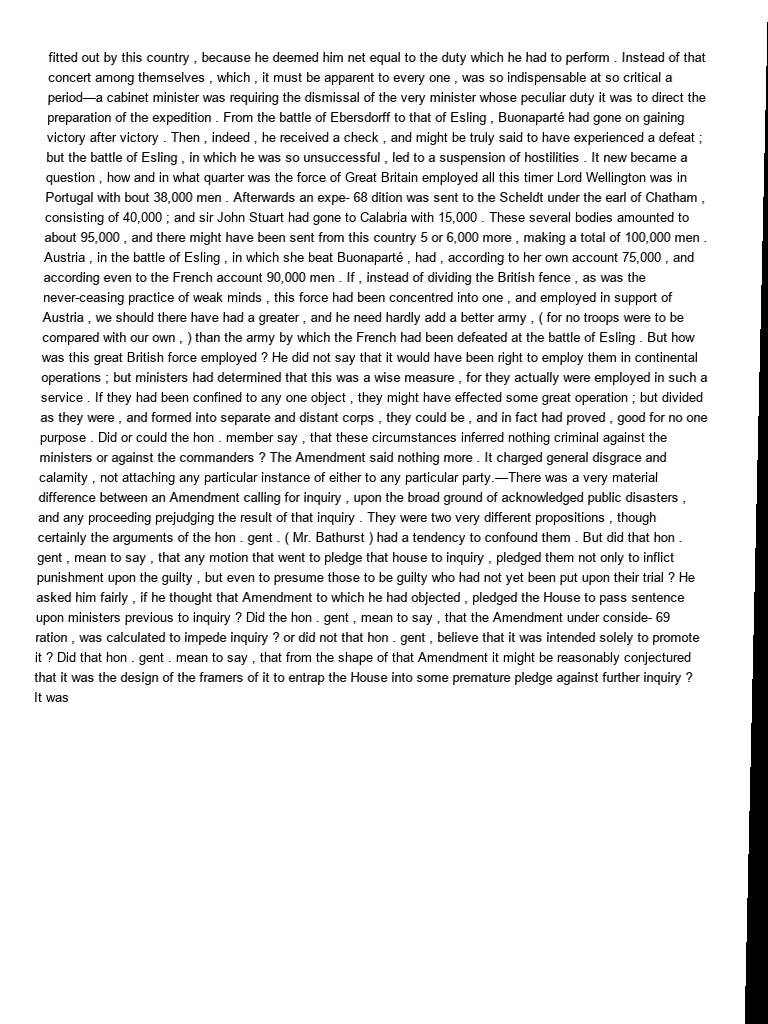 fitted out by this country , because he deemed him net equal to the duty which he had to perform . Instead of that
concert among themselves , which , it must be apparent to every one , was so indispensable at so critical a
period—a cabinet minister was requiring the dismissal of the very minister whose peculiar duty it was to direct the
preparation of the expedition . From the battle of Ebersdorff to that of Esling , Buonaparté had gone on gaining
victory after victory . Then , indeed , he received a check , and might be truly said to have experienced a defeat ;
but the battle of Esling , in which he was so unsuccessful , led to a suspension of hostilities . It new became a
question , how and in what quarter was the force of Great Britain employed all this timer Lord Wellington was in
Portugal with bout 38,000 men . Afterwards an expe- 68 dition was sent to the Scheldt under the earl of Chatham ,
consisting of 40,000 ; and sir John Stuart had gone to Calabria with 15,000 . These several bodies amounted to
about 95,000 , and there might have been sent from this country 5 or 6,000 more , making a total of 100,000 men .
Austria , in the battle of Esling , in which she beat Buonaparté , had , according to her own account 75,000 , and
according even to the French account 90,000 men . If , instead of dividing the British fence , as was the
never-ceasing practice of weak minds , this force had been concentred into one , and employed in support of
Austria , we should there have had a greater , and he need hardly add a better army , ( for no troops were to be
compared with our own , ) than the army by which the French had been defeated at the battle of Esling . But how
was this great British force employed ? He did not say that it would have been right to employ them in continental
operations ; but ministers had determined that this was a wise measure , for they actually were employed in such a
service . If they had been confined to any one object , they might have effected some great operation ; but divided
as they were , and formed into separate and distant corps , they could be , and in fact had proved , good for no one
purpose . Did or could the hon . member say , that these circumstances inferred nothing criminal against the
ministers or against the commanders ? The Amendment said nothing more . It charged general disgrace and
calamity , not attaching any particular instance of either to any particular party.—There was a very material
difference between an Amendment calling for inquiry , upon the broad ground of acknowledged public disasters ,
and any proceeding prejudging the result of that inquiry . They were two very different propositions , though
certainly the arguments of the hon . gent . ( Mr. Bathurst ) had a tendency to confound them . But did that hon .
gent , mean to say , that any motion that went to pledge that house to inquiry , pledged them not only to inflict
punishment upon the guilty , but even to presume those to be guilty who had not yet been put upon their trial ? He
asked him fairly , if he thought that Amendment to which he had objected , pledged the House to pass sentence
upon ministers previous to inquiry ? Did the hon . gent , mean to say , that the Amendment under conside- 69
ration , was calculated to impede inquiry ? or did not that hon . gent , believe that it was intended solely to promote
it ? Did that hon . gent . mean to say , that from the shape of that Amendment it might be reasonably conjectured
that it was the design of the framers of it to entrap the House into some premature pledge against further inquiry ?
It was